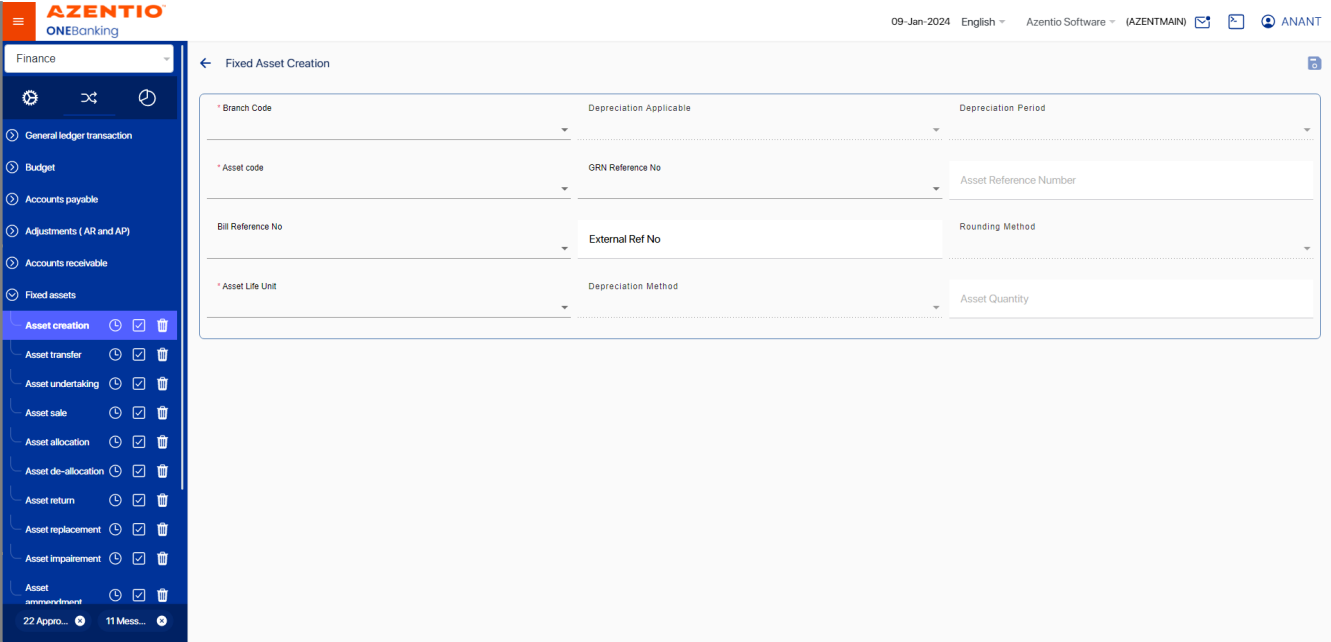 AZENTIO™
ONEBanking
09-Jan-2024 English Azentio Software (AZENTMAIN) ANANT
Finance
Fixed Asset Creation
General ledger transaction
Budget
Accounts payable
Adjustments ( AR and AP)
Accounts receivable
Fixed assets
Asset creation
Asset transfer
Asset undertaking
Asset sale
Asset allocation
Asset de-allocation
Asset return
Asset replacement
Asset impairement
Asset
ammendment
22 Appro...
11 Mess...
* Branch Code
Depreciation Applicable
Depreciation Period
* Asset code
GRN Reference No
Asset Reference Number
Bill Reference No
External Ref No
Rounding Method
* Asset Life Unit
Depreciation Method
Asset Quantity